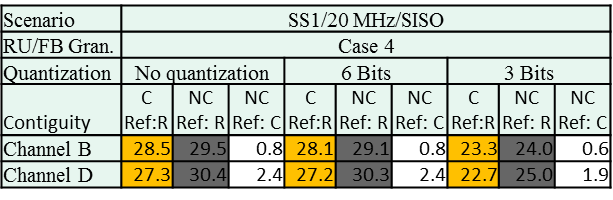 Scenario SS1/20 MHz/SISO
RU/FB Gran. Case 4
Quantization No quantization 6 Bits 3 Bits
C NC NC C NC NC C NC NC
Contiguity Ref:R Ref: R Ref: C Ref:R Ref: R Ref: C Ref:R Ref: R Ref: C
Channel B 28.5 29.5 0.8 28.1 29.1 0.8 23.3 24.0 0.6
Channel D 27.3 30.4 2.4 27.2 30.3 2.4 22.7 25.0 1.9